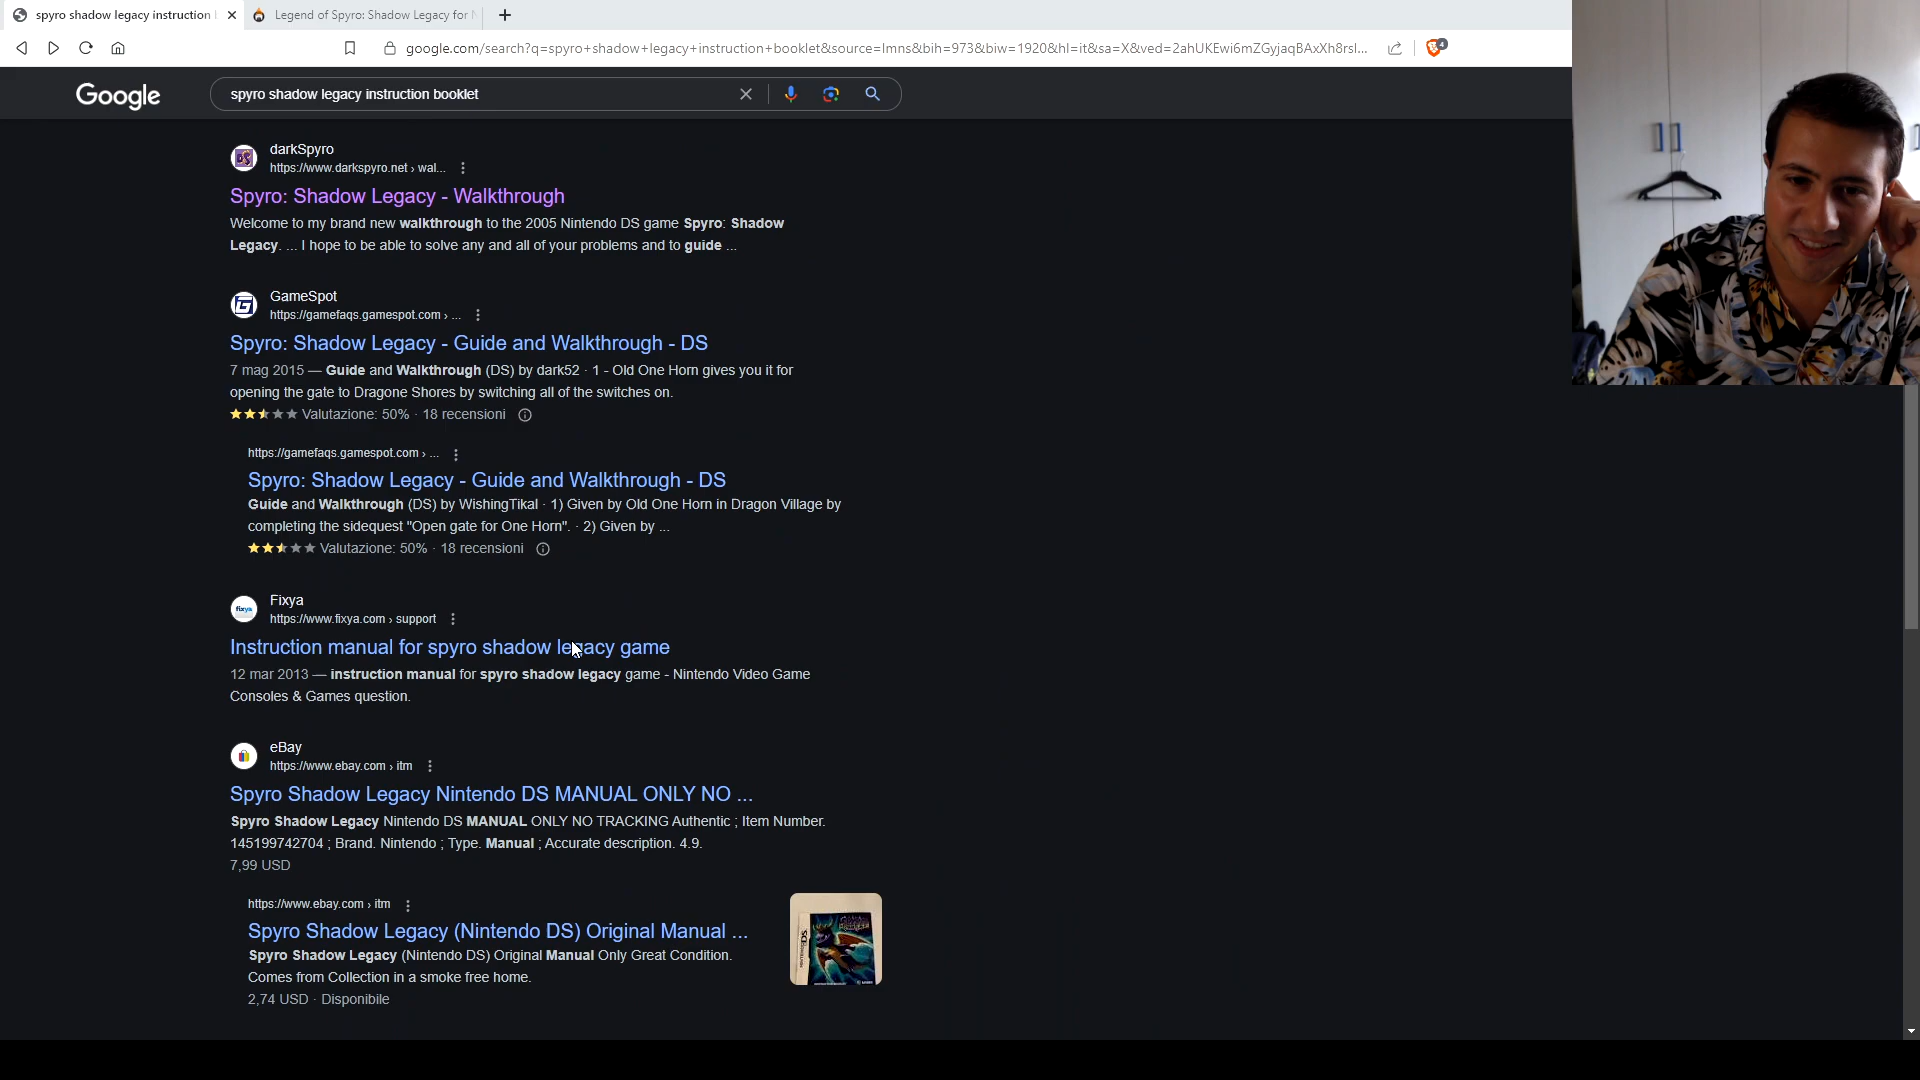 spyro shadow legacy instruction
Legend of Spyro: Shadow Legacy for
google.com/search?q=spyro+shadow+legacy+instruction+booklet&source=lmns&bih=973&biw=1920&hl=it&sa=X&ved=2ahUKEwi6mZGyjaqBAxXh8rsI...
4
Google
spyro shadow legacy instruction booklet
darkSpyro
https://www.darkspyro.net › wal...
Spyro: Shadow Legacy - Walkthrough
Welcome to my brand new walkthrough to the 2005 Nintendo DS game Spyro: Shadow
Legacy. ... I hope to be able to solve any and all of your problems and to guide ...
GameSpot
https://gamefaqs.gamespot.com › ...
Spyro: Shadow Legacy - Guide and Walkthrough - DS
7 mag 2015 — Guide and Walkthrough (DS) by dark52 · 1 - Old One Horn gives you it for
opening the gate to Dragone Shores by switching all of the switches on.
Valutazione: 50% · 18 recensioni
https://gamefaqs.gamespot.com › ...
Spyro: Shadow Legacy - Guide and Walkthrough - DS
Guide and Walkthrough (DS) by WishingTikal · 1) Given by Old One Horn in Dragon Village by
completing the sidequest "Open gate for One Horn". · 2) Given by ...
Valutazione: 50% · 18 recensioni
fixya
Fixya
https://www.fixya.com › support
Instruction manual for spyro shadow legacy game
12 mar 2013 — instruction manual for spyro shadow legacy game - Nintendo Video Game
Consoles & Games question.
eBay
https://www.ebay.com › itm
Spyro Shadow Legacy Nintendo DS MANUAL ONLY NO ...
Spyro Shadow Legacy Nintendo DS MANUAL ONLY NO TRACKING Authentic ; Item Number.
145199742704 ; Brand. Nintendo ; Type. Manual ; Accurate description. 4.9.
7,99 USD
https://www.ebay.com › itm
Spyro Shadow Legacy (Nintendo DS) Original Manual ...
Spyro Shadow Legacy (Nintendo DS) Original Manual Only Great Condition.
Comes from Collection in a smoke free home.
2,74 USD · Disponibile